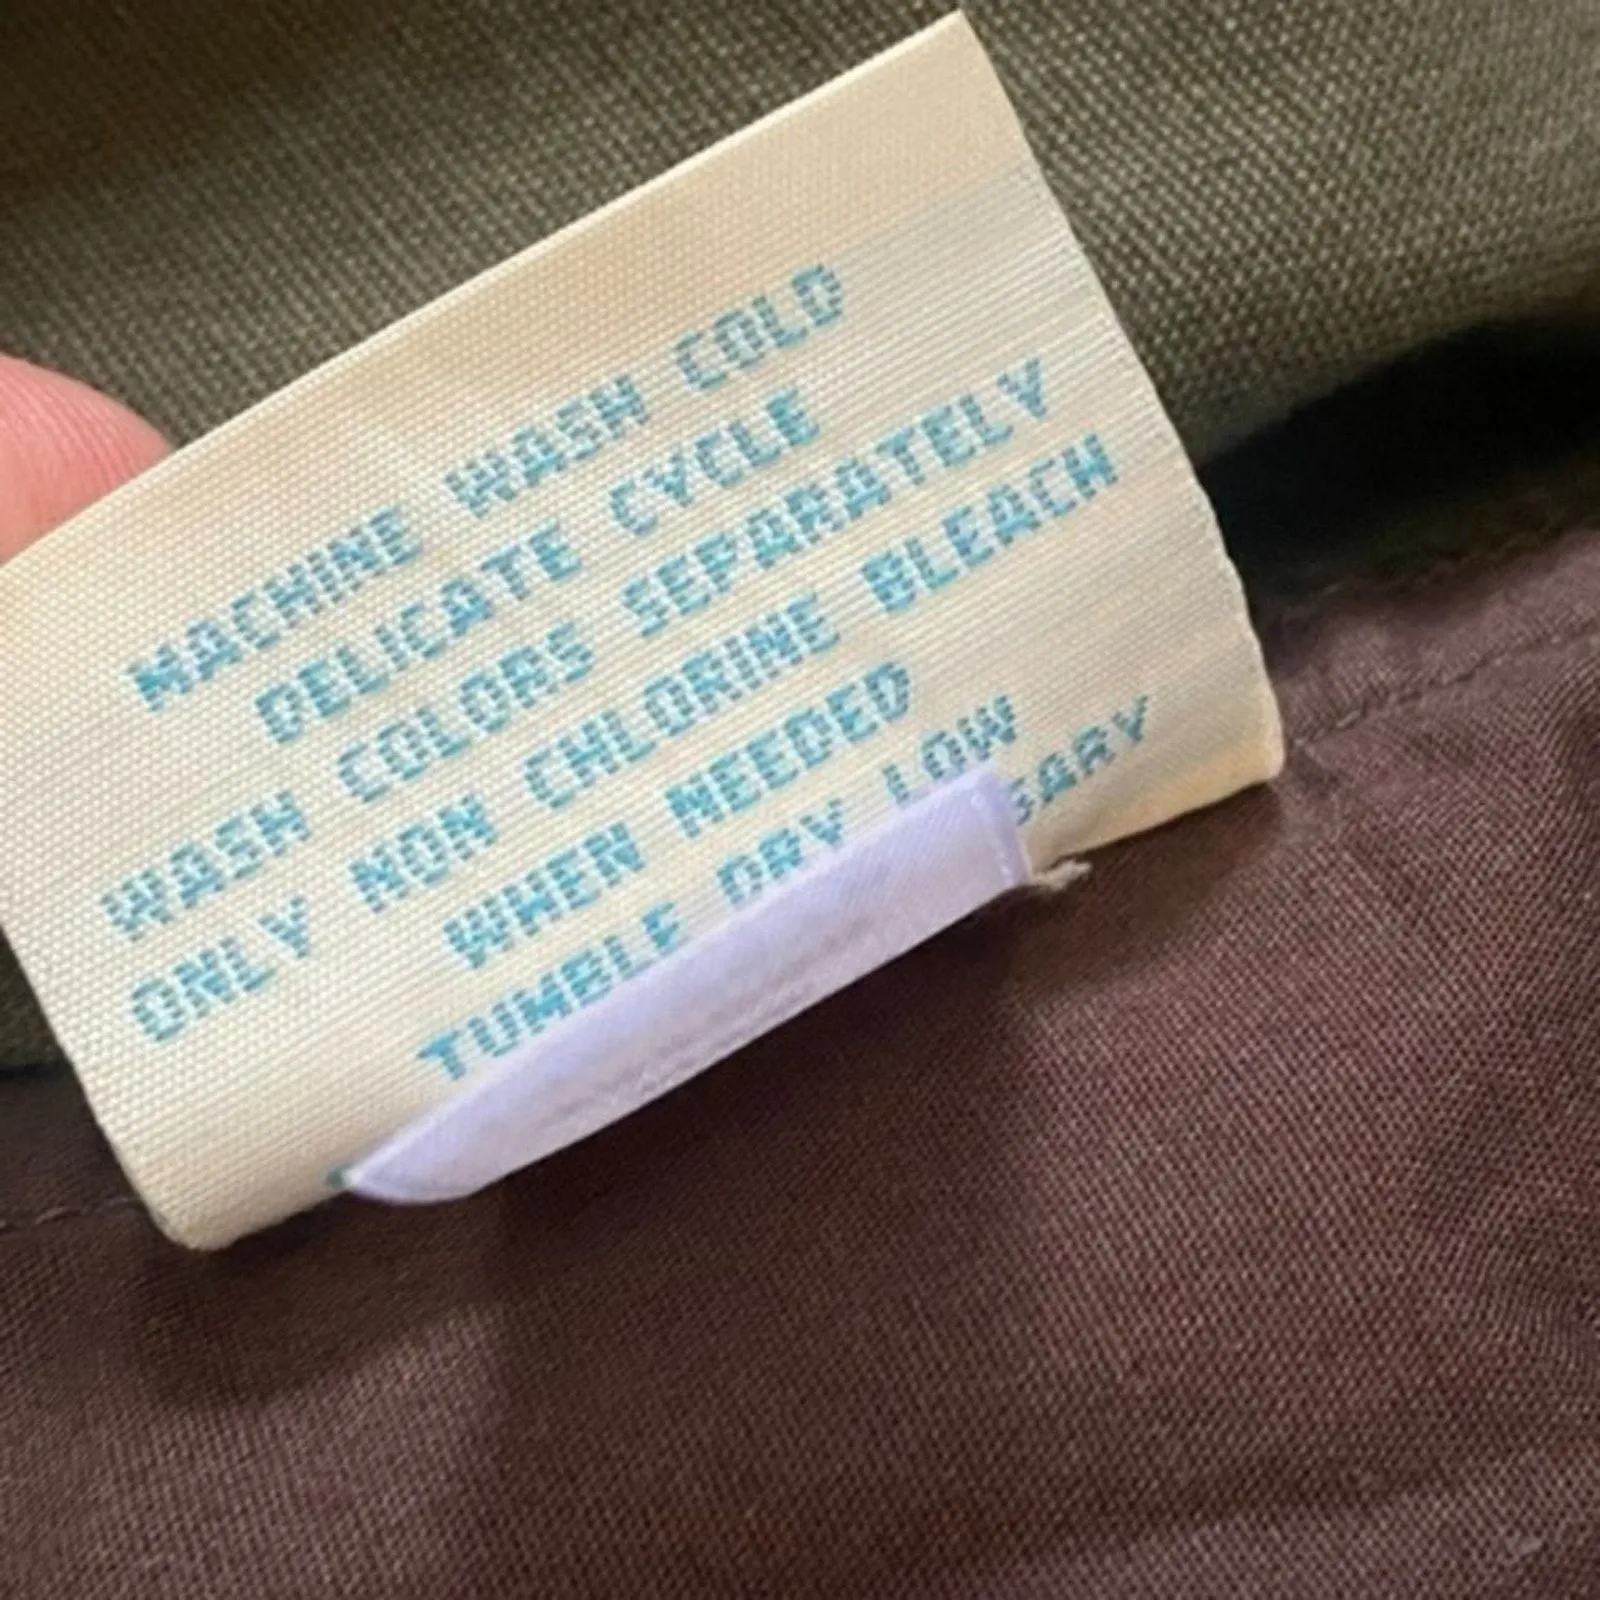 MACHINE WASH COLD
DELICATE CYCLE
WASH COLORS SEPARATELY
ONLY NON CHLORINE BLEACH
WHEN NEEDED
TUMBLE DRY LOW